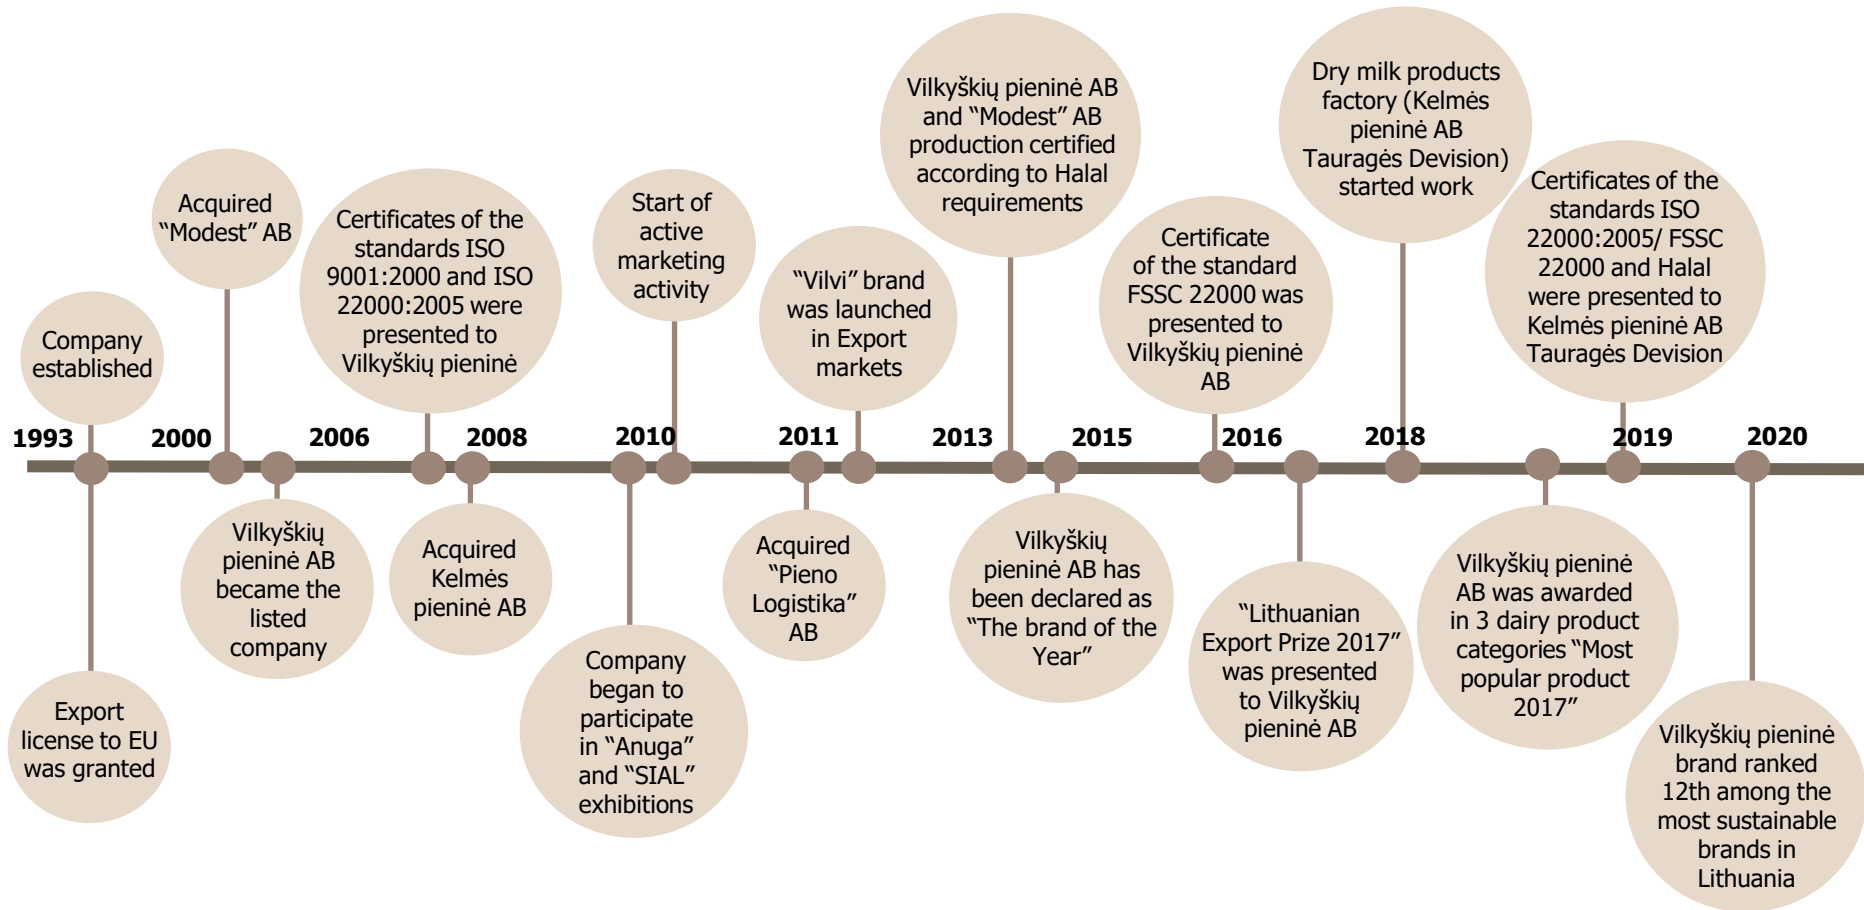 Company
established
Acquired
“Modest” AB
Certificates of the
standards ISO
9001:2000 and ISO
22000:2005 were
presented to
Vilkyškių pieninė
Start of
active
marketing
activity
“Vilvi” brand
was launched
in Export
markets
Vilkyškių pieninė AB
and “Modest” AB
production certified
according to Halal
requirements
Certificate
of the standard
FSSC 22000 was
presented to
Vilkyškių pieninė
AB
Dry milk products
factory (Kelmės
pieninė AB
Tauragės Devision)
started work
Certificates of the
standards ISO
22000:2005/ FSSC
22000 and Halal
were presented to
Kelmės pieninė AB
Tauragės Devision
1993 2000 2006 2008 2010 2011 2013 2015 2016 2018 2019 2020
Export
license to EU
was granted
Vilkyškių
pieninė AB
became the
listed
company
Acquired
Kelmės
pieninė AB
Company
began to
participate
in “Anuga”
and “SIAL”
exhibitions
Acquired
“Pieno
Logistika”
AB
Vilkyškių
pieninė AB has
been declared as
“The brand of the
Year”
“Lithuanian
Export Prize 2017”
was presented
to Vilkyškių
pieninė AB
Vilkyškių pieninė
AB was awarded
in 3 dairy product
categories “Most
popular product
2017”
Vilkyškių pieninė
brand ranked
12th among the
most sustainable
brands in
Lithuania